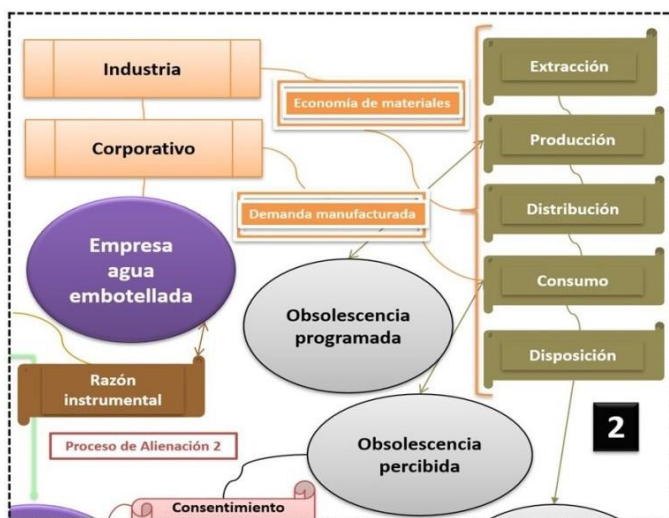 Industria
Economía de materiales
Extracción
Corporativo
Producción
Demanda manufacturada
Distribución
Empresa
agua
embotellada
Consumo
Obsolescencia
programada
Disposición
Razón
instrumental
2
Proceso de Alienación 2
Obsolescencia
percibida
Consentimiento